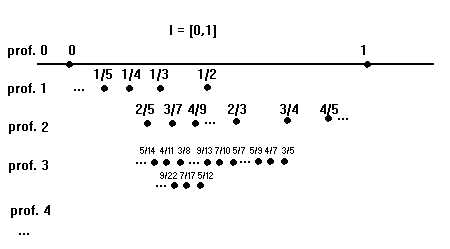 I = [0,1]
prof. 0 0 1
prof. 1 ... 1/5 1/4 1/3 1/2
prof. 2 2/5 3/7 4/9 ... 2/3 3/4 4/5 ...
prof. 3 ... 5/14 4/11 3/8 ... 9/13 7/10 5/7 ... 5/9 4/7 3/5
... 9/22 7/17 5/12
prof. 4
...